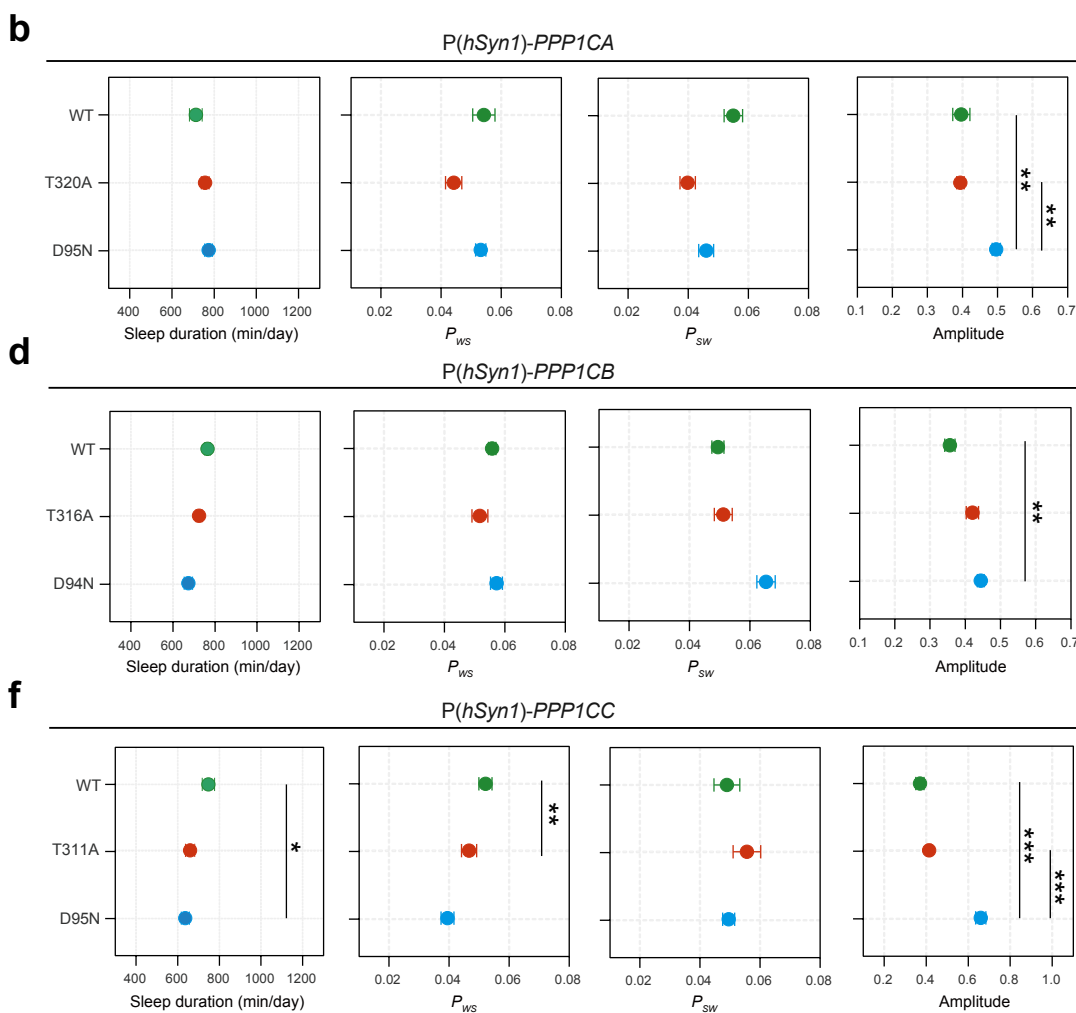 b
P(hSyn1)-PPP1CA
WT
T320A
D95N
** **
400 600 800 1000 1200
0.02 0.04 0.06 0.08
0.02 0.04 0.06 0.08
0.1 0.2 0.3 0.4 0.5 0.6 0.7
Sleep duration (min/day)
Pws
Psw
Amplitude
d
P(hSyn1)-PPP1CB
WT
T316A
D94N
**
400 600 800 1000 1200
0.02 0.04 0.06 0.08
0.02 0.04 0.06 0.08
0.1 0.2 0.3 0.4 0.5 0.6 0.7
Sleep duration (min/day)
Pws
Psw
Amplitude
f
P(hSyn1)-PPP1CC
WT
T311A
D95N
*
**
*** ***
400 600 800 1000 1200
0.02 0.04 0.06 0.08
0.02 0.04 0.06 0.08
0.2 0.4 0.6 0.8 1.0
Sleep duration (min/day)
Pws
Psw
Amplitude